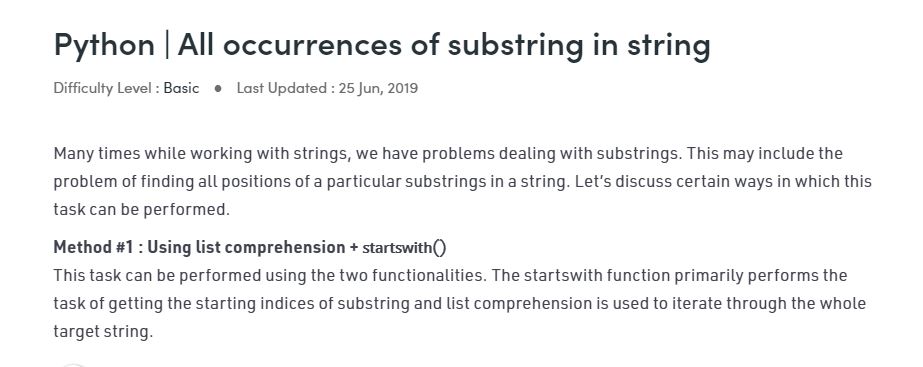 Python | All occurrences of substring in string
Difficulty Level : Basic ● Last Updated : 25 Jun, 2019
Many times while working with strings, we have problems dealing with substrings. This may include the
problem of finding all positions of a particular substrings in a string. Let’s discuss certain ways in which this
task can be performed.
Method #1 : Using list comprehension + startswith()
This task can be performed using the two functionalities. The startswith function primarily performs the
task of getting the starting indices of substring and list comprehension is used to iterate through the whole
target string.